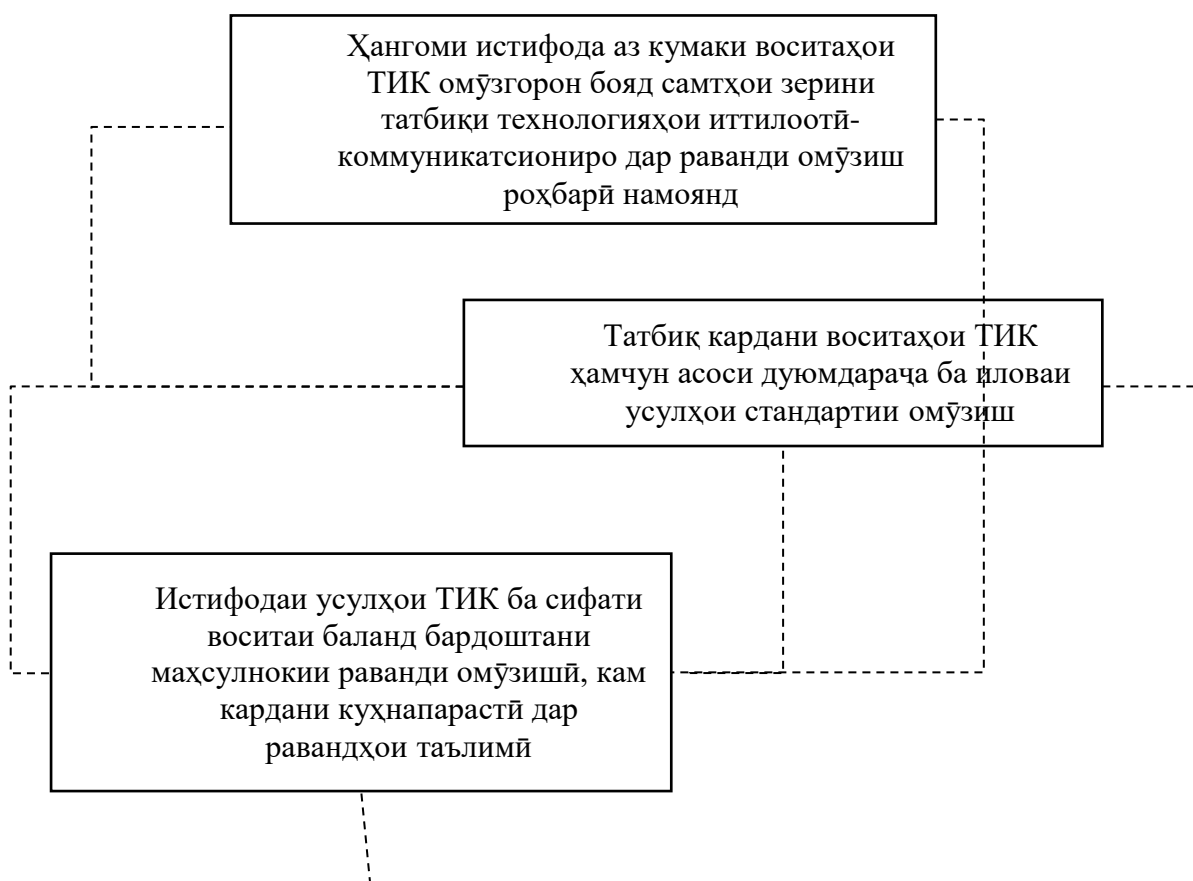 Ҳангоми истифода аз кумаки воситаҳои
ТИК омӯзгорон бояд самтҳои зерини
татбиқи технологияҳои иттилоотӣ-
коммуникатсиониро дар раванди омӯзиш
роҳбарӣ намоянд
Татбиқ кардани воситаҳои ТИК
ҳамчун асоси дуюмдараҷа ба иловаи
усулҳои стандартии омӯзиш
Истифодаи усулҳои ТИК ба сифати
воситаи баланд бардоштани
маҳсулнокии раванди омӯзишӣ, кам
кардани куҳнапарастӣ дар
равандҳои таълимӣ